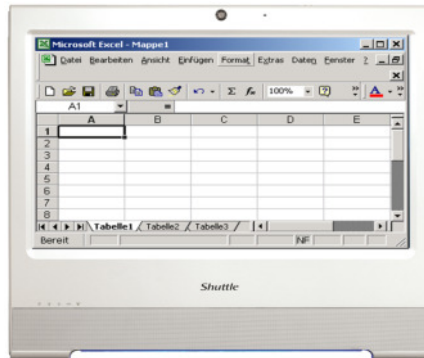 Microsoft Excel - Mappe1
Datei Bearbeiten Ansicht Einfügen Format Extras Daten Fenster ?
100%
A1 =
A B C D E
1
2
3
4
5
6
7
8
Tabelle1 Tabelle2 Tabelle3
Bereit NF
Shuttle